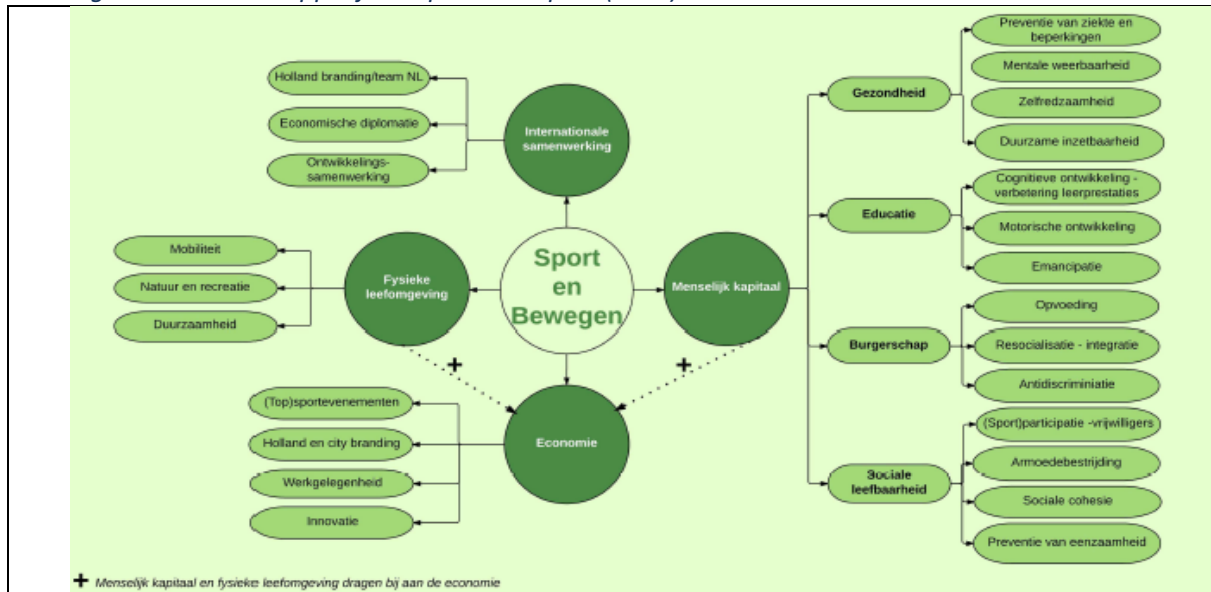 Holland branding/team NL
Economische diplomatie
Ontwikkelings-
samenwerking
Internationale
samenwerking
Mobiliteit
Natuur en recreatie
Duurzaamheid
Fysieke
leefomgeving
Sport
en
Bewegen
Menselijk kapitaal
+
+
(Top)sportevenementen
Holland en city branding
Werkgelegenheid
Innovatie
Economie
Gezondheid
Preventie van ziekte en
beperkingen
Mentale weerbaarheid
Zelfredzaamheid
Duurzame inzetbaarheid
Educatie
Cognitieve ontwikkeling -
verbetering leerprestaties
Motorische ontwikkeling
Emancipatie
Burgerschap
Opvoeding
Resocialisatie - integratie
Antidiscriminiatie
Sociale
leefbaarheid
(Sport)participatie -vrijwilligers
Armoedebestrijding
Sociale cohesie
Preventie van eenzaamheid
+ Menselijk kapitaal en fysieke leefomgeving dragen bij aan de economie